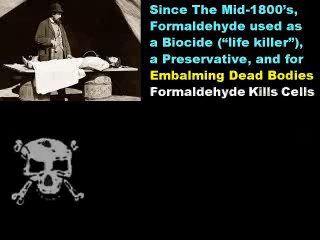 Since The Mid-1800's,
Formaldehyde used as
a Biocide ("life killer"),
a Preservative, and for
Embalming Dead Bodies
Formaldehyde Kills Cells